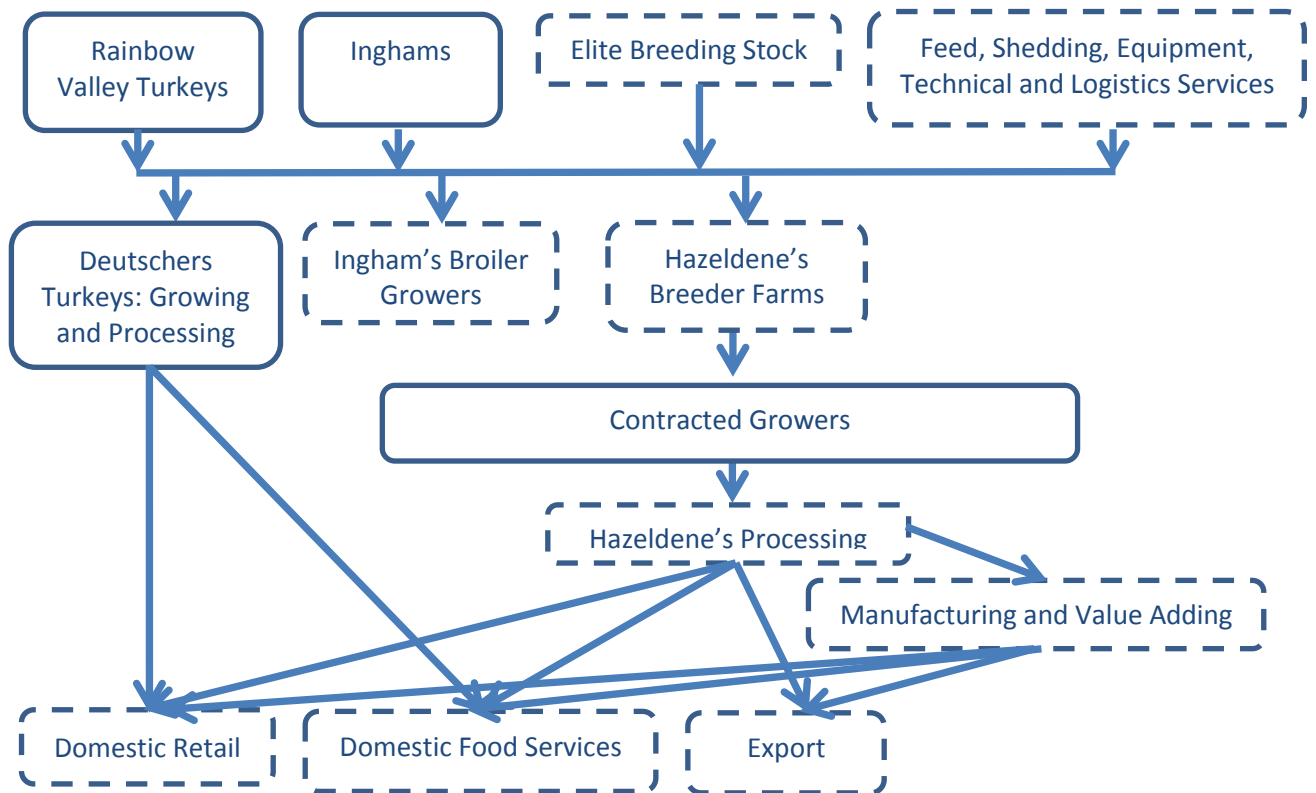 Rainbow
Valley Turkeys
Inghams
Elite Breeding Stock
Feed, Shedding, Equipment,
Technical and Logistics Services
Deutschers
Turkeys: Growing
and Processing
Ingham’s Broiler
Growers
Hazeldene’s
Breeder Farms
Contracted Growers
Hazeldene’s Processing
Manufacturing and Value Adding
Domestic Retail
Domestic Food Services
Export